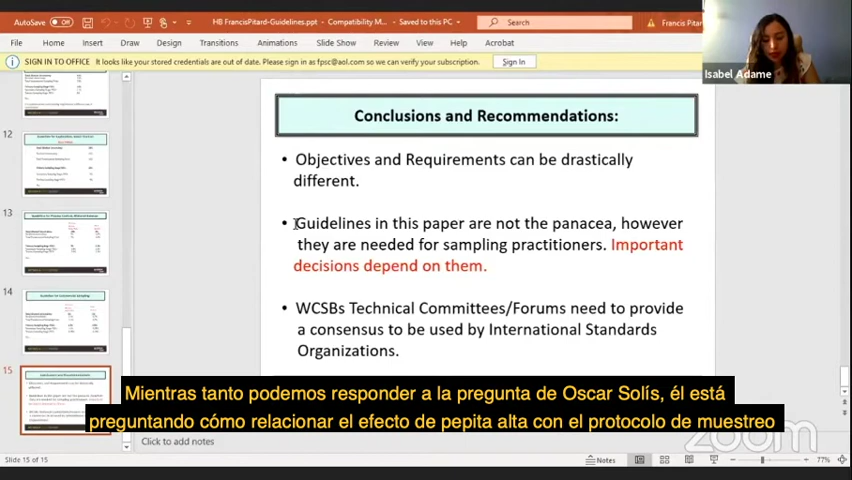 AutoSave Off
HB FrancisPitard-Guidelines.ppt - Compatibility M... - Saved to this PC
Search
Francis Pitard
File Home Insert Draw Design Transitions Animations Slide Show Review View Help Acrobat
SIGN IN TO OFFICE It looks like your stored credentials are out of date. Please sign in as fpsc@aol.com so we can verify your subscription. Sign In
Isabel Adame
12
13
14
15
Conclusions and Recommendations:
• Objectives and Requirements can be drastically
different.
• Guidelines in this paper are not the panacea, however
they are needed for sampling practitioners. Important
decisions depend on them.
• WCSBs Technical Committees/Forums need to provide
a consensus to be used by International Standards
Organizations.
Mientras tanto podemos responder a la pregunta de Oscar Solís, él está
preguntando cómo relacionar el efecto de pepita alta con el protocolo de muestreo
Click to add notes
zoom
Slide 15 of 15
Notes
77%